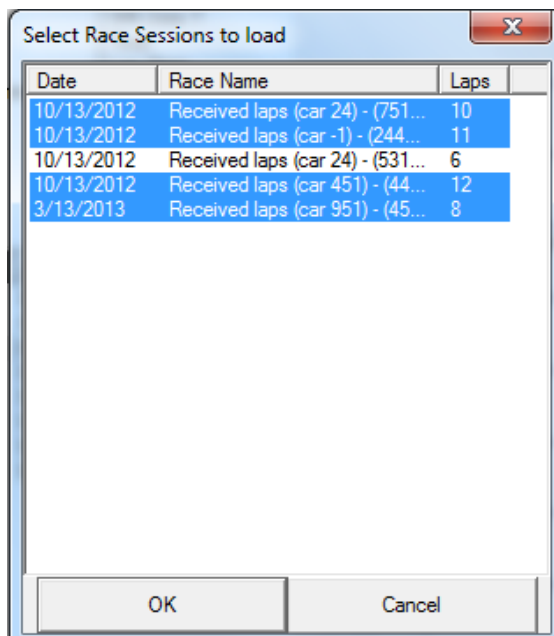 Select Race Sessions to load
Date Race Name Laps
10/13/2012 Received laps (car 24) - (751... 10
10/13/2012 Received laps (car -1) - (244... 11
10/13/2012 Received laps (car 24) - (531... 6
10/13/2012 Received laps (car 451) - (44... 12
3/13/2013 Received laps (car 951) - (45... 8
OK Cancel